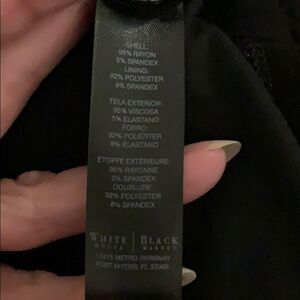 SHELL:
95% RAYON
5% SPANDEX
LINING:
92% POLYESTER
8% SPANDEX
TELA EXTERIOR:
95% VISCOSA
5% ELASTANO
FORRO:
92% POLIÉSTER
8% ELASTANO
ÉTOFFE EXTÉRIEURE:
95% RAYONNE
5% SPANDEX
DOUBLURE:
92% POLYESTER
8% SPANDEX
WHITE | BLACK
HOUSE | MARKET
11215 METRO PARKWAY
FORT MYERS, FL 33966